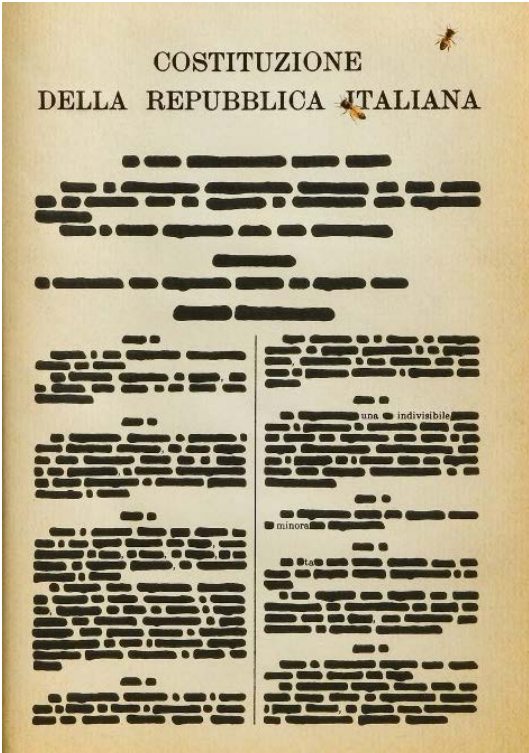 COSTITUZIONE
DELLA REPUBBLICA ITALIANA
una indivisibile
minora
ta